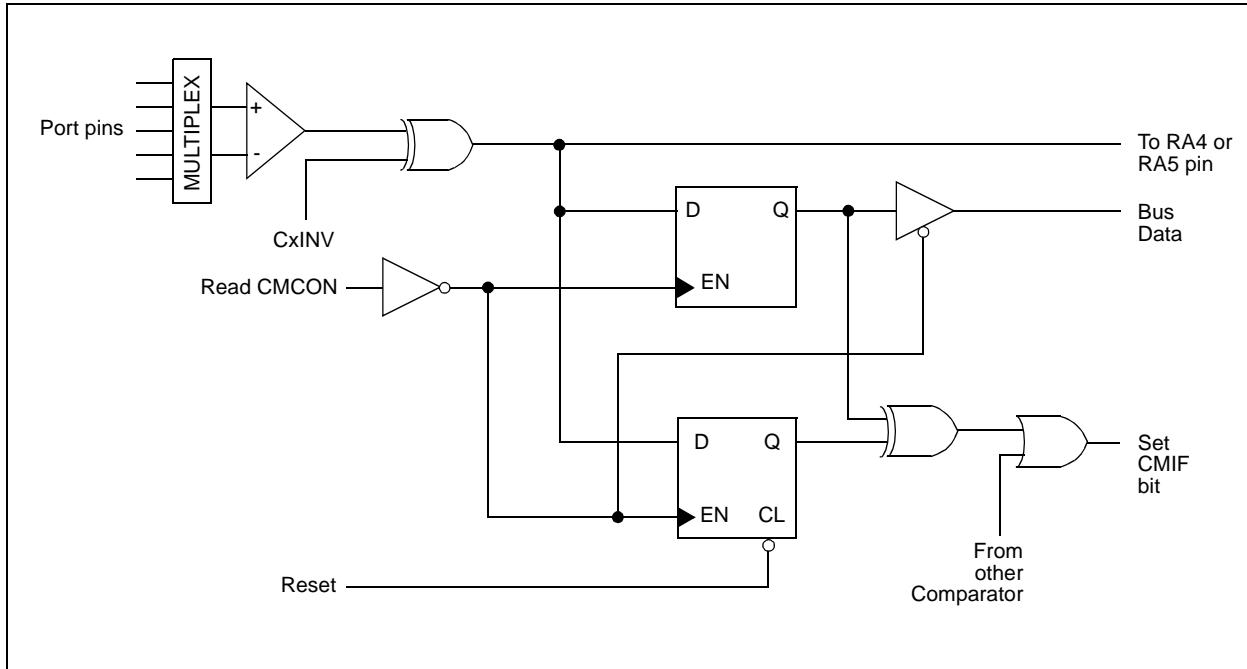 MULTIPLEX
Port pins
+
-
To RA4 or
RA5 pin
D
Q
Bus
Data
CxINV
Read CMCON
EN
D
Q
Set
CMIF
bit
EN
CL
From
other
Comparator
Reset